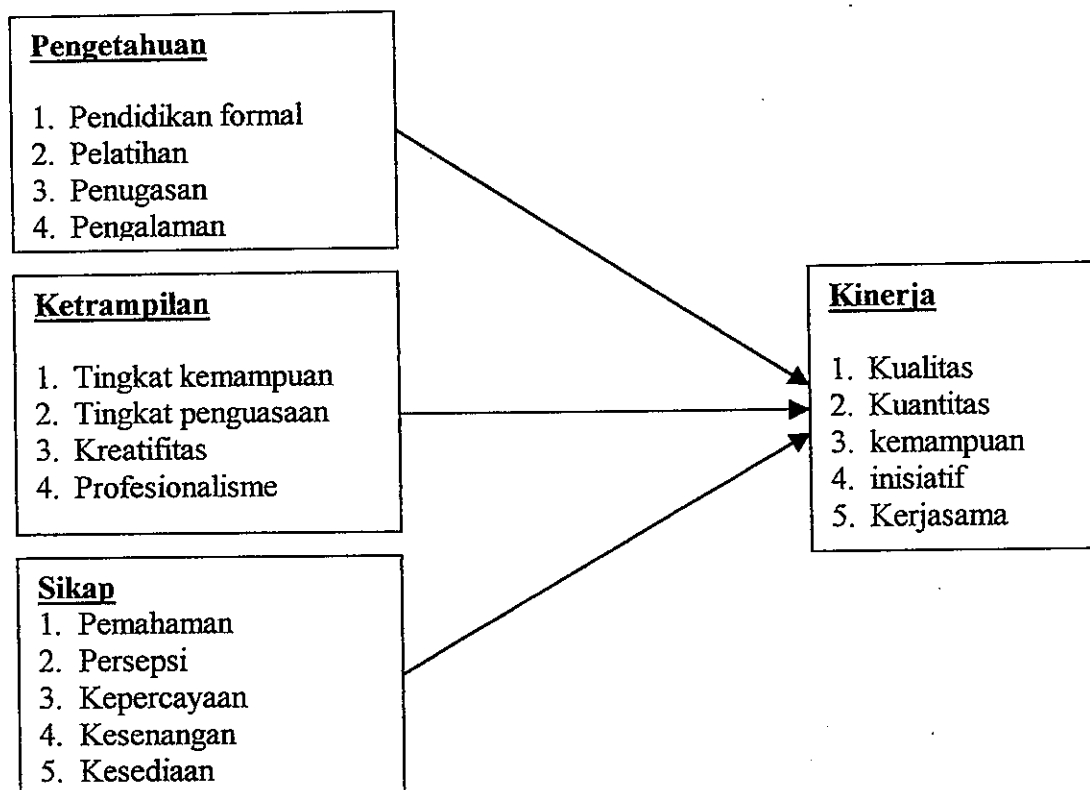 Pengetahuan
1. Pendidikan formal
2. Pelatihan
3. Penugasan
4. Pengalaman
Ketrampilan
1. Tingkat kemampuan
2. Tingkat penguasaan
3. Kreatifitas
4. Profesionalisme
Sikap
1. Pemahaman
2. Persepsi
3. Kepercayaan
4. Kesenangan
5. Kesediaan
Kinerja
1. Kualitas
2. Kuantitas
3. kemampuan
4. inisiatif
5. Kerjasama